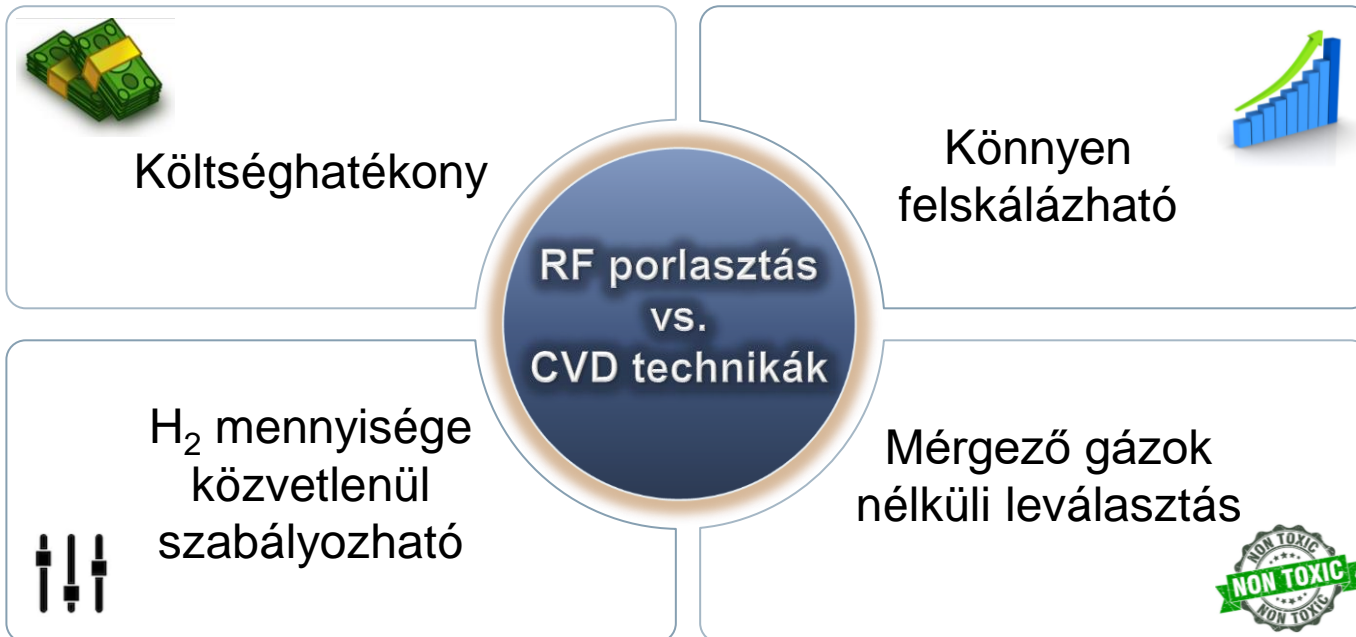 Költséghatékony
Könnyen
felskálázható
RF porlasztás
vs.
CVD technikák
H₂ mennyisége
közvetlenül
szabályozható
Mérgező gázok
nélküli leválasztás
NON TOXIC
NON TOXIC
NON TOXIC